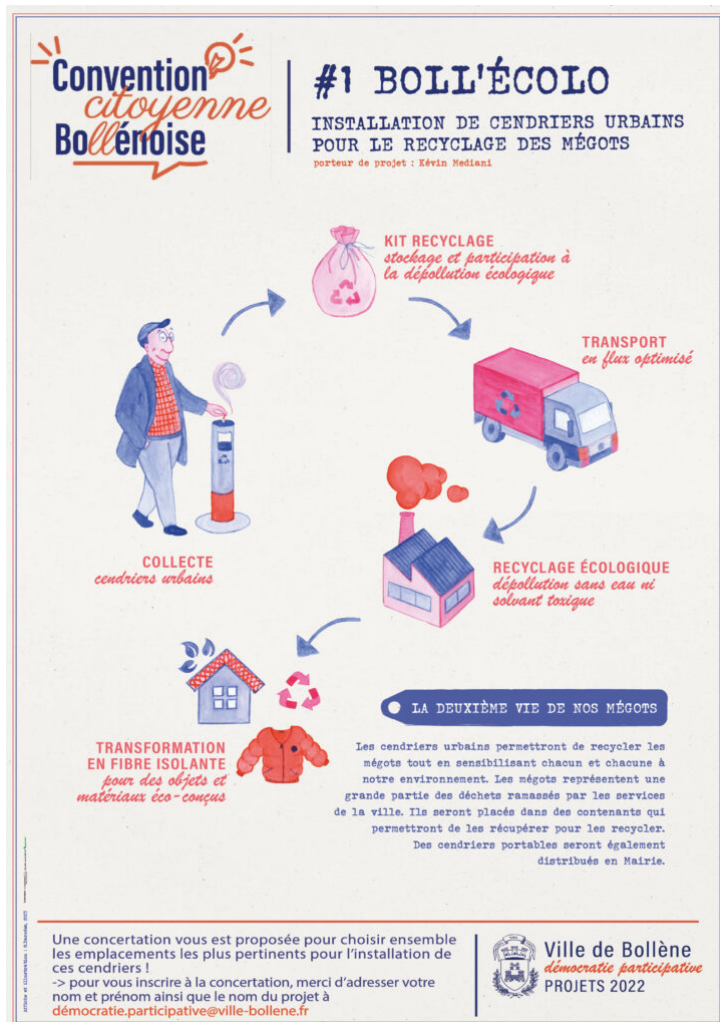 Convention
citoyenne
Bollénoise
#1 BOLL'ÉCOLO
INSTALLATION DE CENDRIERS URBAINS
POUR LE RECYCLAGE DES MÉGOTS
porteur de projet : Kévin Mediani
KIT RECYCLAGE
stockage et participation à
la dépollution écologique
TRANSPORT
en flux optimisé
COLLECTE
cendriers urbains
RECYCLAGE ÉCOLOGIQUE
dépollution sans eau ni
solvant toxique
TRANSFORMATION
EN FIBRE ISOLANTE
pour des objets et
matériaux éco-conçus
LA DEUXIÈME VIE DE NOS MÉGOTS
Les cendriers urbains permettront de recycler les
mégots tout en sensibilisant chacun et chacune à
notre environnement. Les mégots représentent une
grande partie des déchets ramassés par les services
de la ville. Ils seront placés dans des contenants qui
permettront de les récupérer pour les recycler.
Des cendriers portables seront également
distribués en Mairie.
Une concertation vous est proposée pour choisir ensemble
les emplacements les plus pertinents pour l'installation de
ces cendriers !
-> pour vous inscrire à la concertation, merci d'adresser votre
nom et prénom ainsi que le nom du projet à
démocratie.participative@ville-bollene.fr
Ville de Bollène
démocratie participative
PROJETS 2022